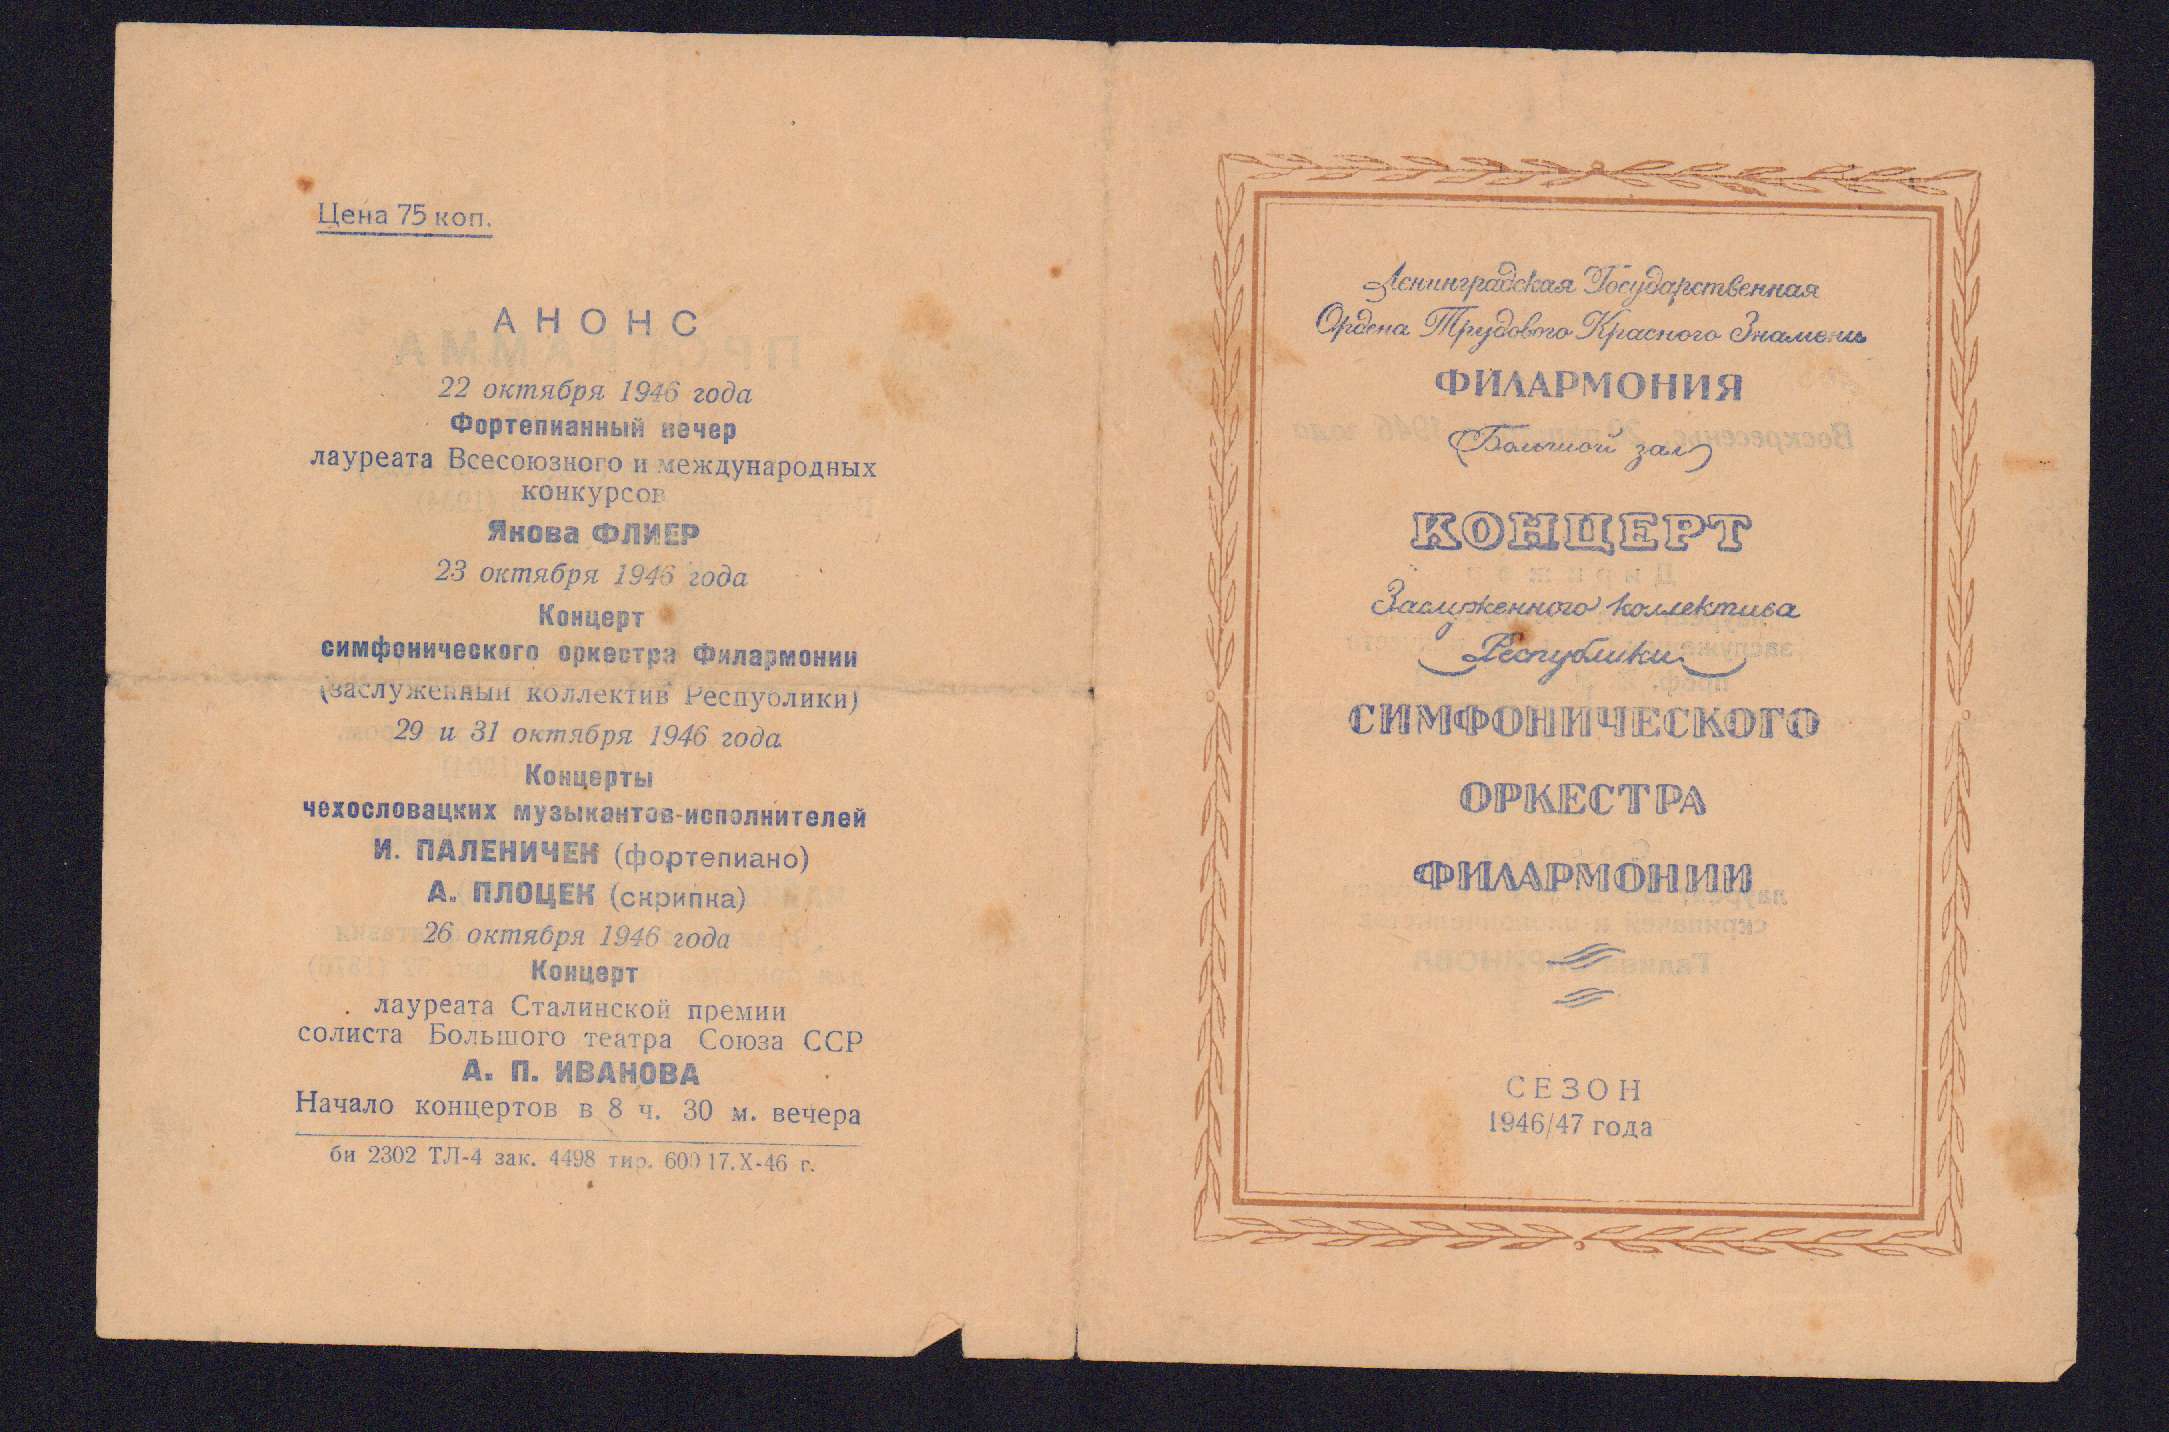 Цена 75 коп.
АНОНС
22 октября 1946 года
Фортепианный вечер
лауреата Всесоюзного и международных
конкурсов
Якова ФЛИЕР
23 октября 1946 года
Концерт
симфонического оркестра Филармонии
(заслуженный коллектив Республики)
29 и 31 октября 1946 года
Концерты
чехословацких музыкантов-исполнителей
И. ПАЛЕНИЧЕК (фортепиано)
А. ПЛОЦЕК (скрипка)
26 октября 1946 года
Концерт
лауреата Сталинской премии
солиста Большого театра Союза ССР
А. П. ИВАНОВА
Начало концертов в 8 ч. 30 м. вечера
би 2302 ТЛ-4 зак. 4498 тир. 600 17.X-46 г.
Ленинградская Государственная
Ордена Трудового Красного Знамени
ФИЛАРМОНИЯ
Большой зал
КОНЦЕРТ
Заслуженного коллектива
Республики
СИМФОНИЧЕСКОГО
ОРКЕСТРА
ФИЛАРМОНИИ
СЕЗОН
1946/47 года